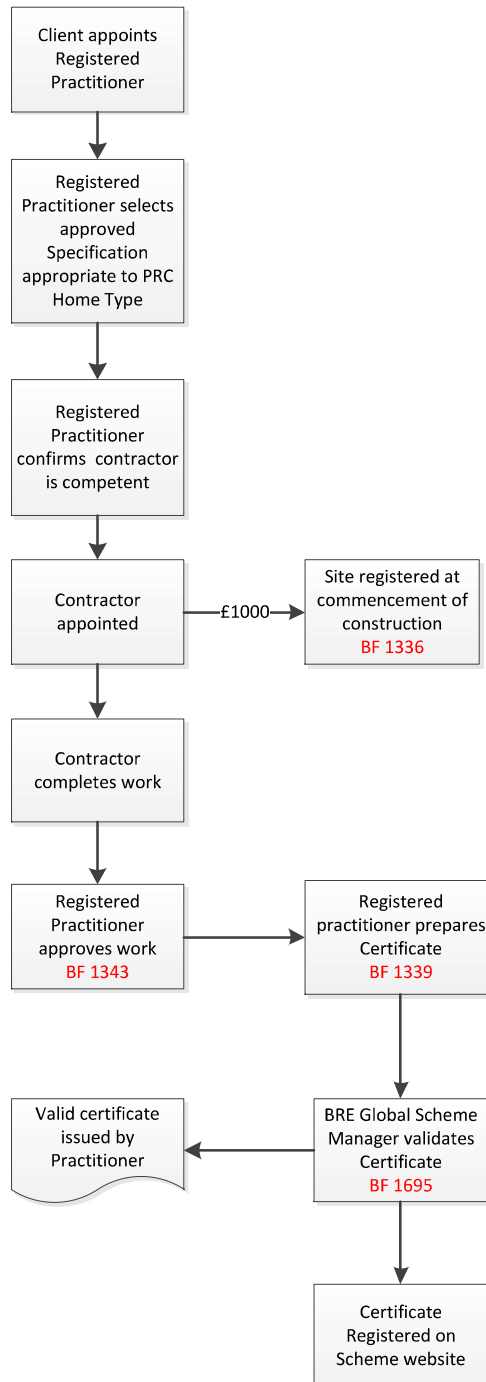 Client appoints
Registered
Practitioner
Registered
Practitioner selects
approved
Specification
appropriate to PRC
Home Type
Registered
Practitioner
confirms contractor
is competent
Contractor
appointed
£1000
Site registered at
commencement of
construction
BF 1336
Contractor
completes work
Registered
Practitioner
approves work
BF 1343
Registered
practitioner prepares
Certificate
BF 1339
BRE Global Scheme
Manager validates
Certificate
BF 1695
Valid certificate
issued by
Practitioner
Certificate
Registered on
Scheme website